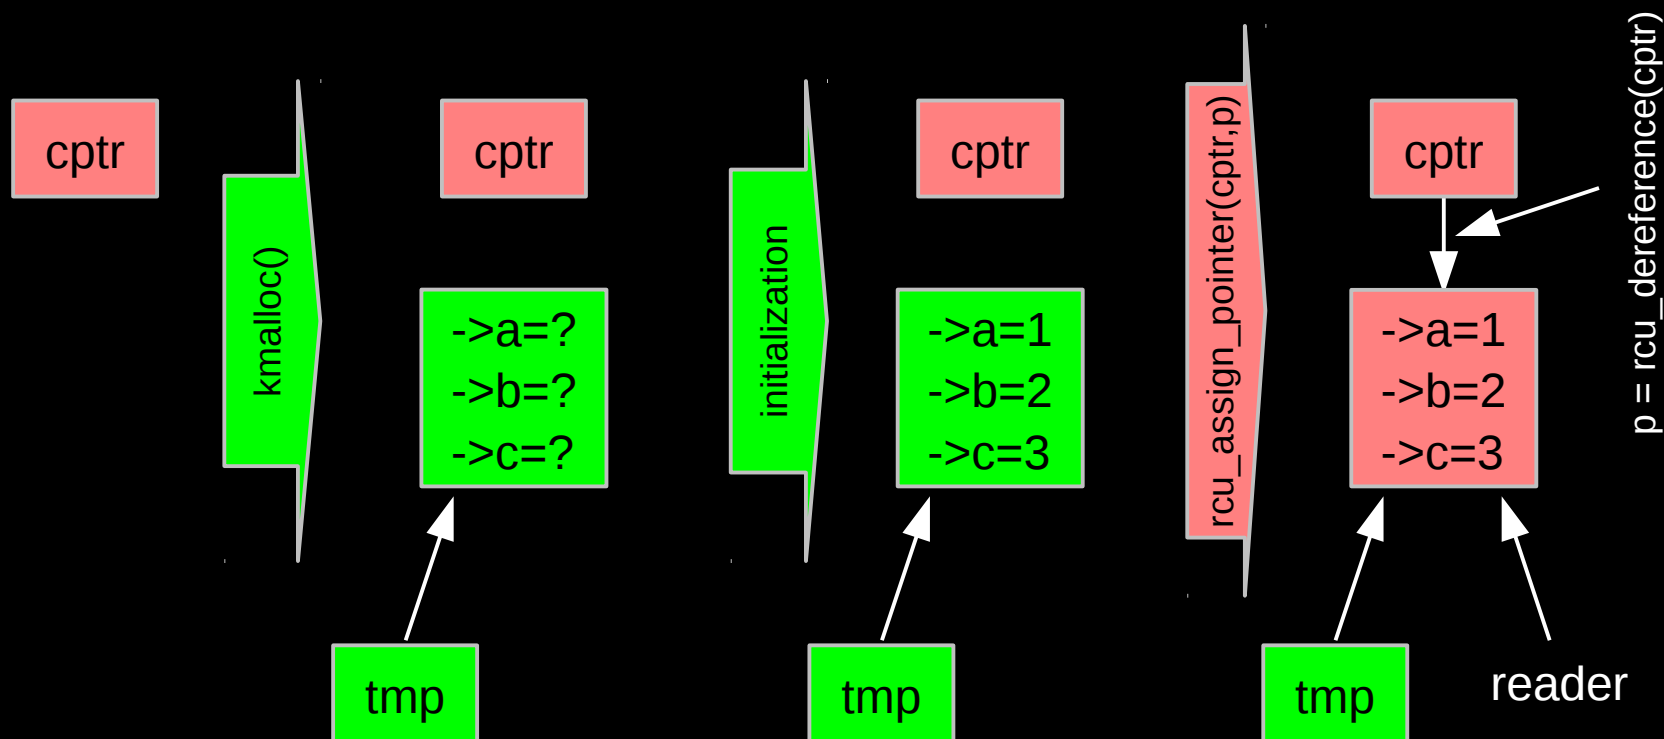 cptr
kmalloc()
cptr
->a=?
->b=?
->c=?
tmp
initialization
cptr
->a=1
->b=2
->c=3
tmp
rcu_assign_pointer(cptr,p)
cptr
->a=1
->b=2
->c=3
tmp
reader
p = rcu_dereference(cptr)